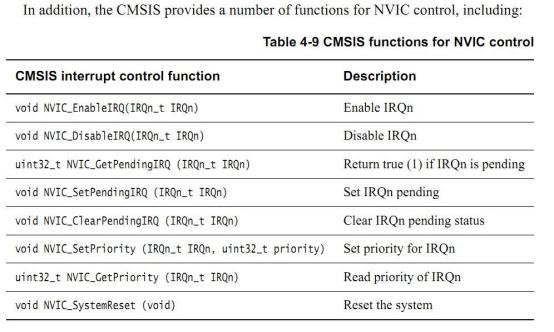 In addition, the CMSIS provides a number of functions for NVIC control, including:
Table 4-9 CMSIS functions for NVIC control
CMSIS interrupt control function Description
void NVIC_EnableIRQ(IRQn_t IRQn) Enable IRQn
void NVIC_DisableIRQ(IRQn_t IRQn) Disable IRQn
uint32_t NVIC_GetPendingIRQ (IRQn_t IRQn) Return true (1) if IRQn is pending
void NVIC_SetPendingIRQ (IRQn_t IRQn) Set IRQn pending
void NVIC_ClearPendingIRQ (IRQn_t IRQn) Clear IRQn pending status
void NVIC_SetPriority (IRQn_t IRQn, uint32_t priority) Set priority for IRQn
uint32_t NVIC_GetPriority (IRQn_t IRQn) Read priority of IRQn
void NVIC_SystemReset (void) Reset the system